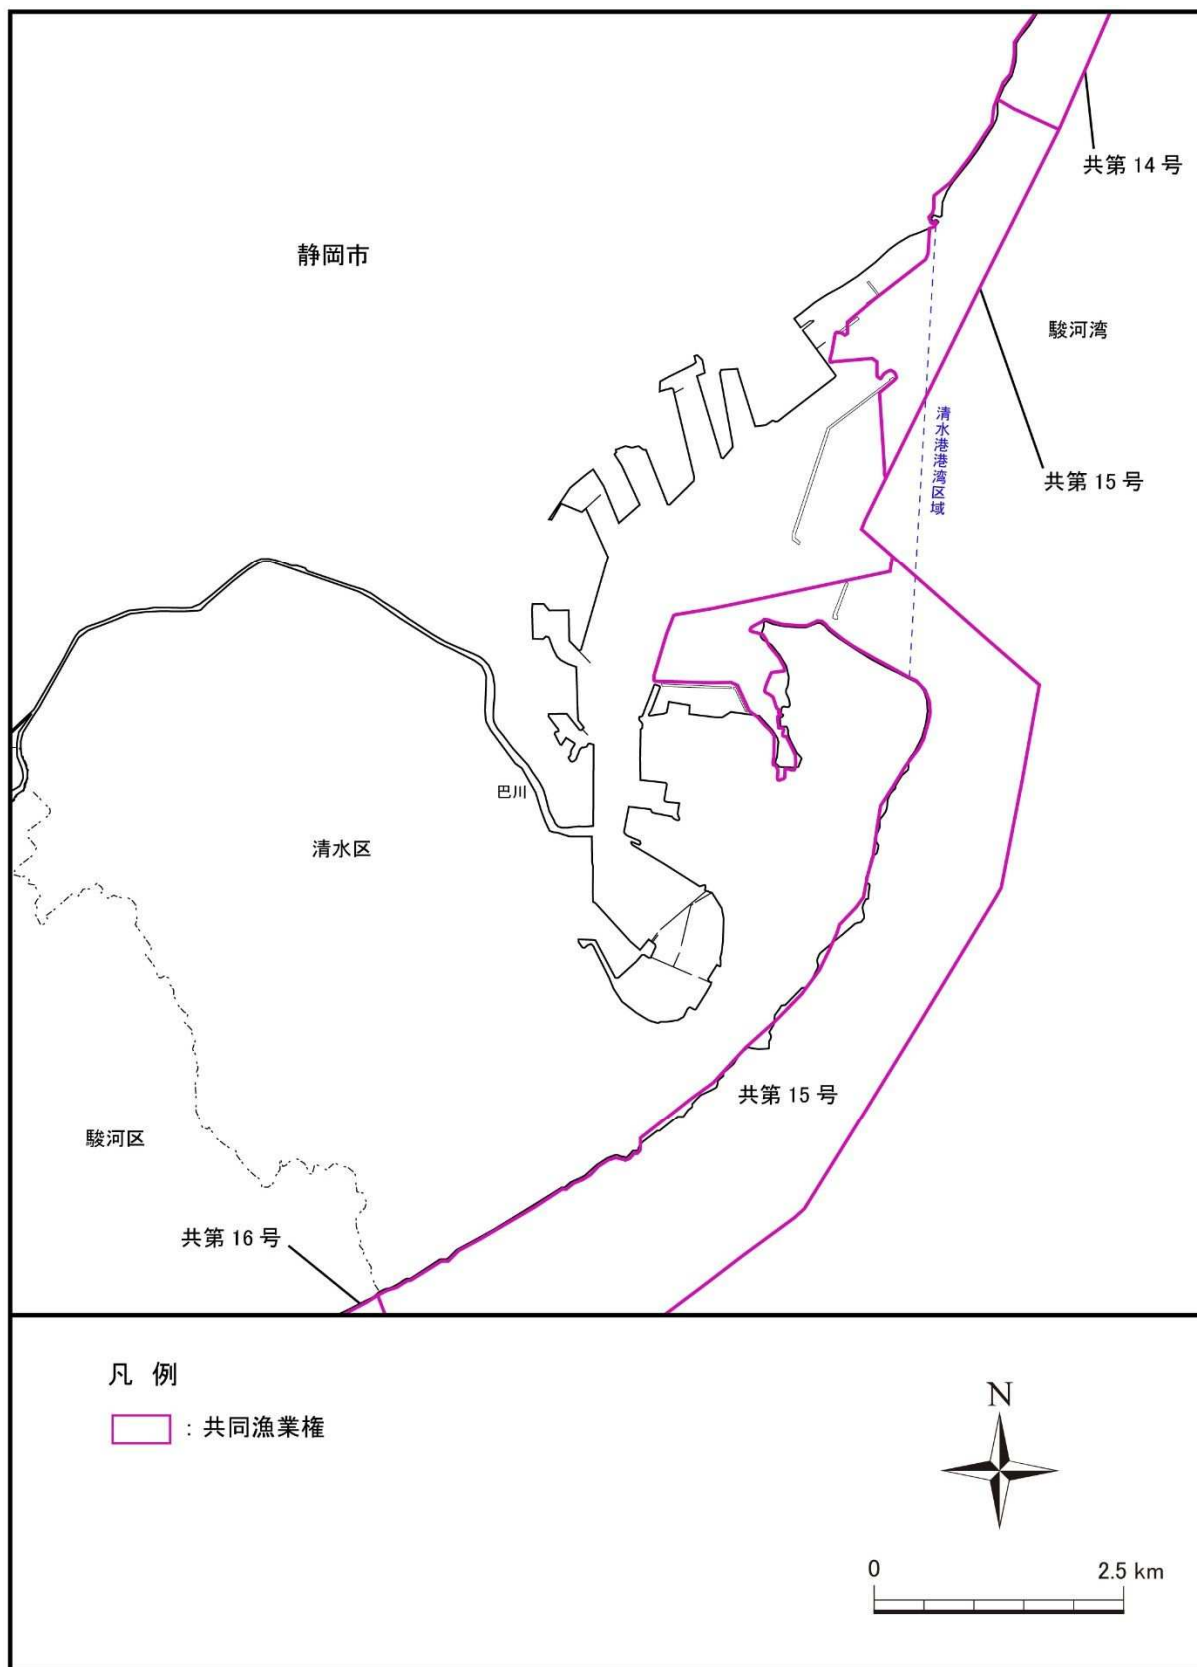 共第 14 号
静岡市
駿河湾
清水港港湾区域
共第 15 号
巴川
清水区
共第 15 号
駿河区
共第 16 号
凡 例
：共同漁業権
N
0 2.5 km